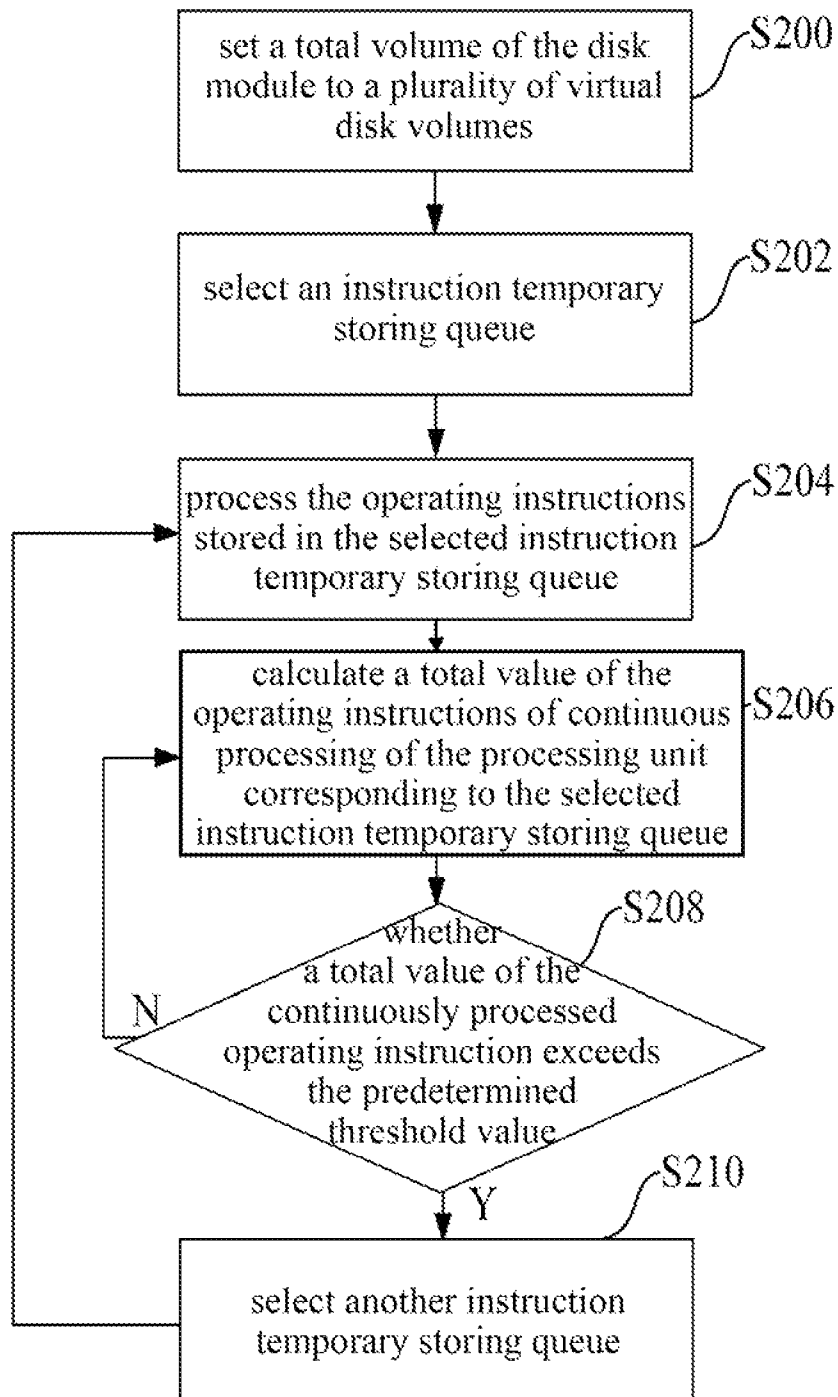 set a total volume of the disk
module to a plurality of virtual
disk volumes
S200
select an instruction temporary
storing queue
S202
process the operating instructions
stored in the selected instruction
temporary storing queue
S204
calculate a total value of the
operating instructions of continuous
processing of the processing unit
corresponding to the selected
instruction temporary storing queue
S206
whether
a total value of the
continuously processed
operating instruction exceeds
the predetermined
threshold value
S208
N
Y
select another instruction
temporary storing queue
S210